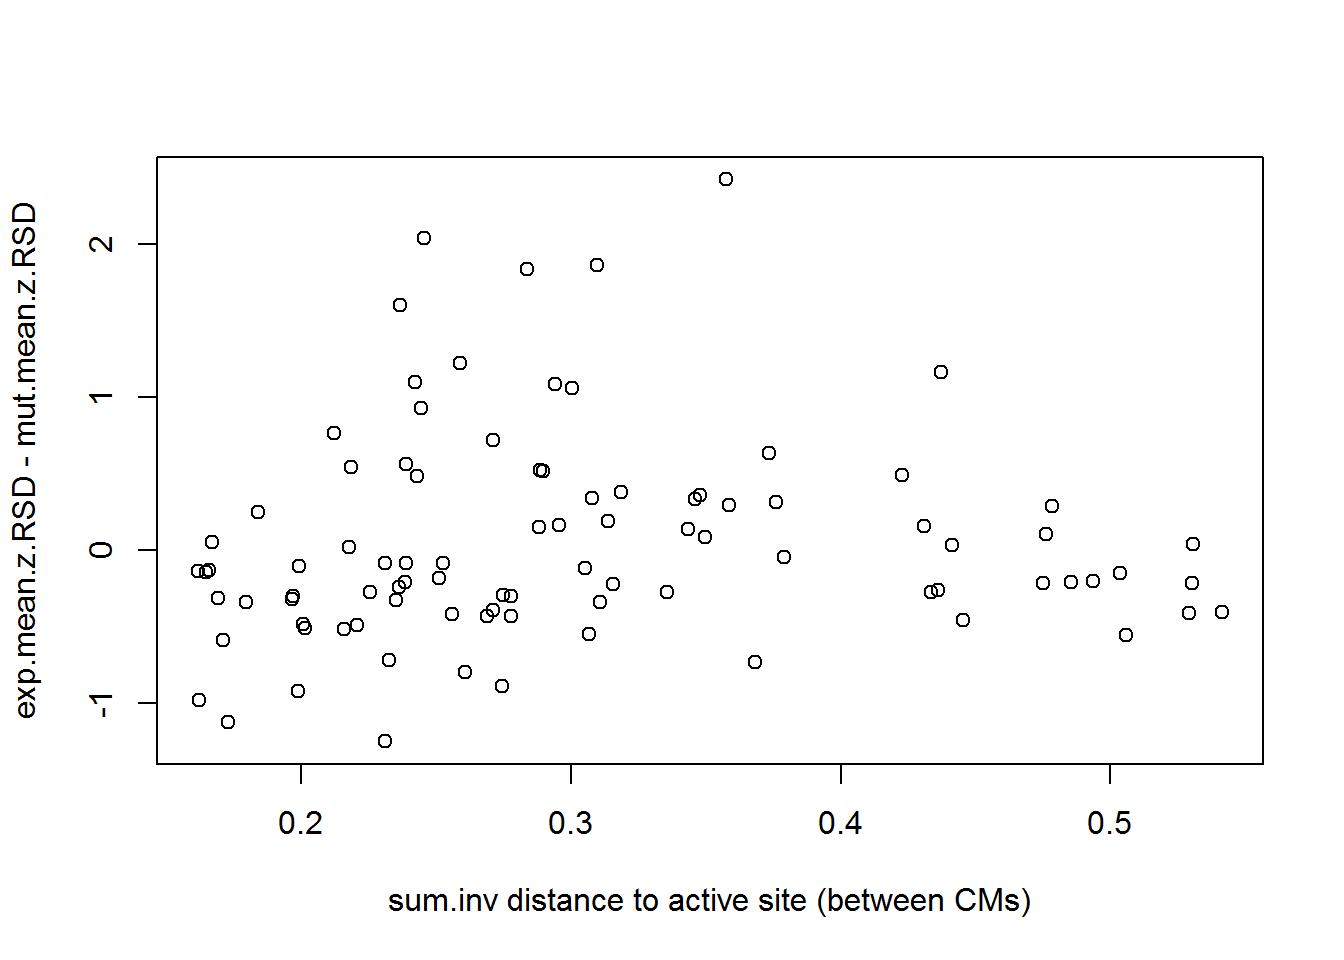 exp.mean.z.RSD - mut.mean.z.RSD
2
1
0
-1
0.2 0.3 0.4 0.5
sum.inv distance to active site (between CMs)